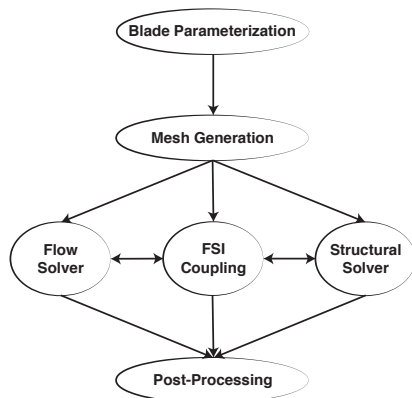 Blade Parameterization
Mesh Generation
Flow
Solver
FSI
Coupling
Structural
Solver
Post-Processing